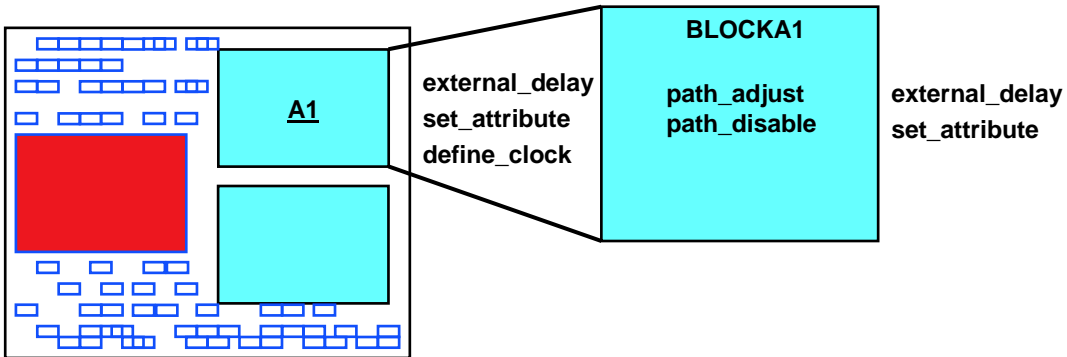 A1
external_delay
set_attribute
define_clock
BLOCKA1
path_adjust
path_disable
external_delay
set_attribute